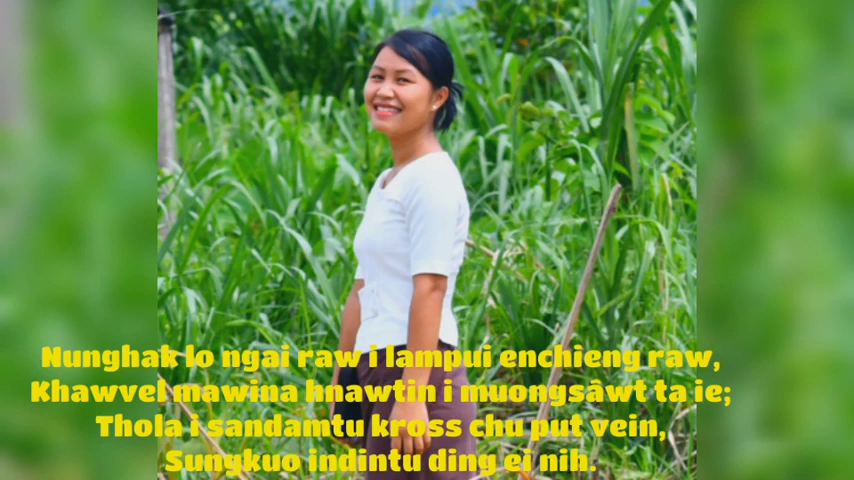 Nunghak lo ngai raw i lampui enchieng raw,
Khawvel mawina hnawtin i muongsâwt ta ie;
Thola i sandamtu kross chu put vein,
Sungkuo indintu ding ei nih.